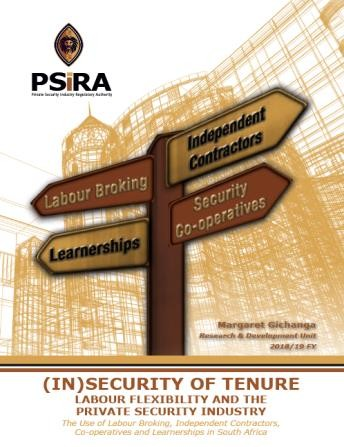 PSiRA
Private Security Industry Regulatory Authority
Independent
Contractors
Labour Broking
Security
Co-operatives
Learnerships
Margaret Gichanga
Research & Development Unit
2018/19 FY
(IN)SECURITY OF TENURE
LABOUR FLEXIBILITY AND THE
PRIVATE SECURITY INDUSTRY
The Use of Labour Broking, Independent Contractors,
Co-operatives and Learnerships in South Africa